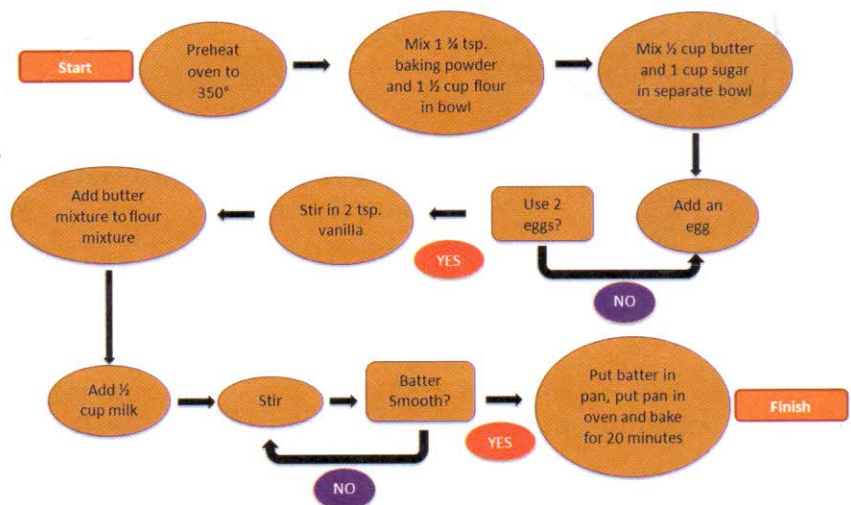 Start
Preheat
oven to
350°
Mix 1 ¾ tsp.
baking powder
and 1 ½ cup flour
in bowl
Mix ½ cup butter
and 1 cup sugar
in separate bowl
Add an
egg
Use 2
eggs?
YES
NO
Stir in 2 tsp.
vanilla
Add butter
mixture to flour
mixture
Add ½
cup milk
Stir
Batter
Smooth?
NO
YES
Put batter in
pan, put pan in
oven and bake
for 20 minutes
Finish